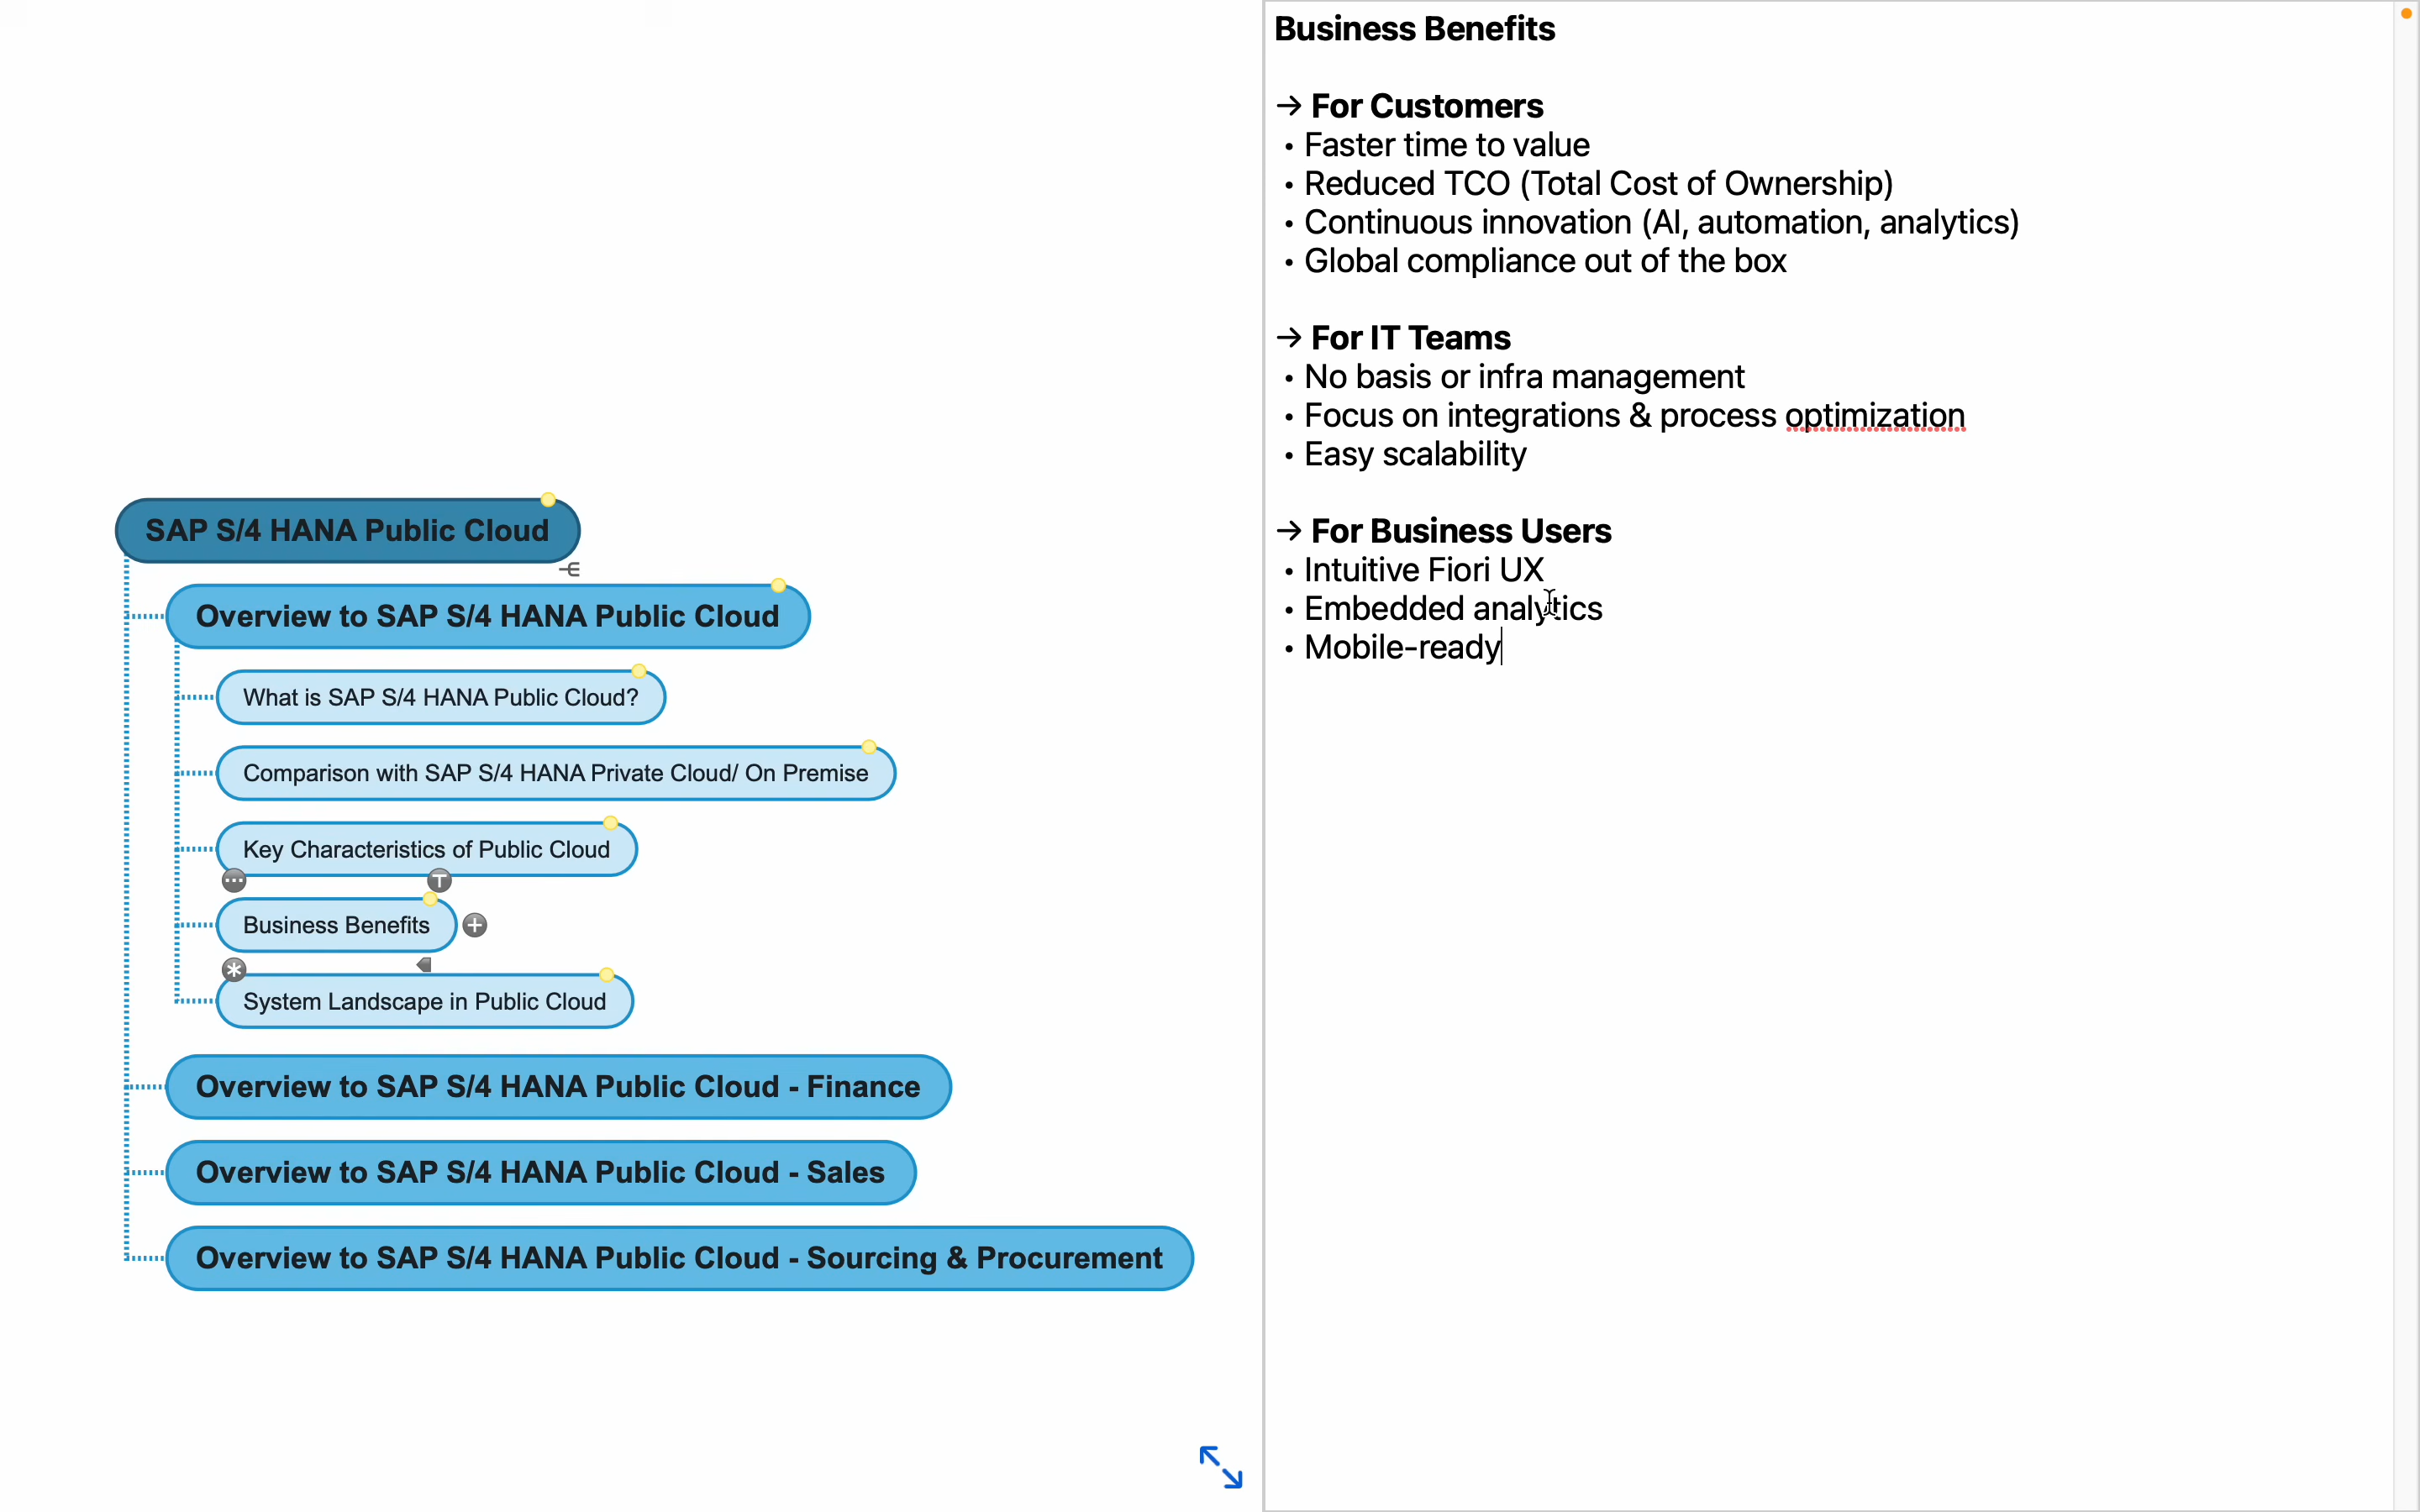 SAP S/4 HANA Public Cloud
Overview to SAP S/4 HANA Public Cloud
What is SAP S/4 HANA Public Cloud?
Comparison with SAP S/4 HANA Private Cloud/ On Premise
Key Characteristics of Public Cloud
Business Benefits
System Landscape in Public Cloud
Overview to SAP S/4 HANA Public Cloud - Finance
Overview to SAP S/4 HANA Public Cloud - Sales
Overview to SAP S/4 HANA Public Cloud - Sourcing & Procurement
Business Benefits
→ For Customers
• Faster time to value
• Reduced TCO (Total Cost of Ownership)
• Continuous innovation (AI, automation, analytics)
• Global compliance out of the box
→ For IT Teams
• No basis or infra management
• Focus on integrations & process optimization
• Easy scalability
→ For Business Users
• Intuitive Fiori UX
• Embedded analytics
• Mobile-ready